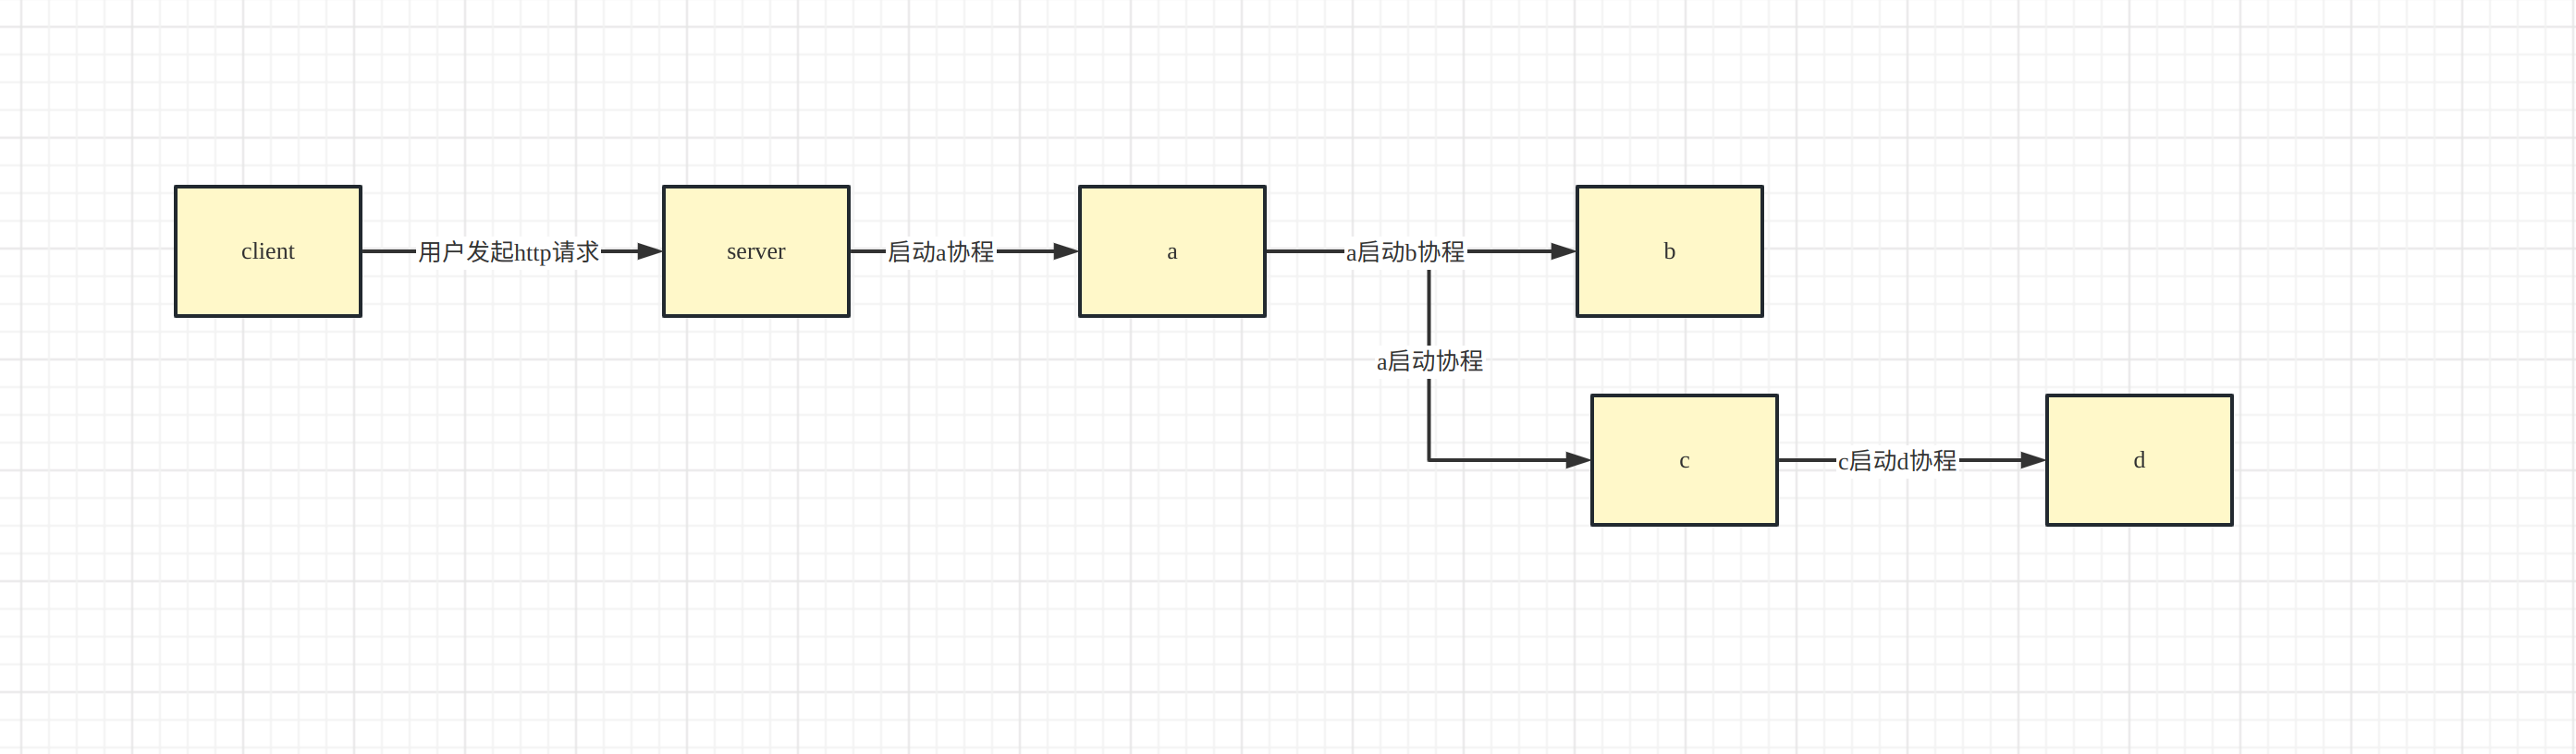 client
用户发起http请求
server
启动a协程
a
a启动b协程
b
a启动协程
c
c启动d协程
d